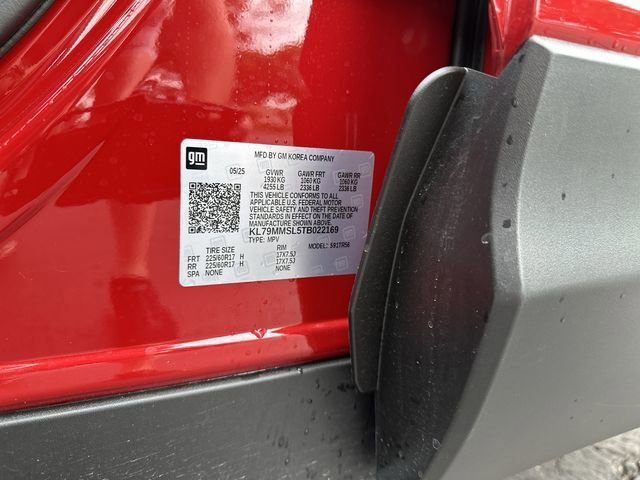 gm
MFD BY GM KOREA COMPANY
05/25 GVWR GAWR FRT GAWR RR
1930 KG 1060 KG 1060 KG
4255 LB 2336 LB 2336 LB
THIS VEHICLE CONFORMS TO ALL
APPLICABLE U.S. FEDERAL MOTOR
VEHICLE SAFETY AND THEFT PREVENTION
STANDARDS IN EFFECT ON THE DATE OF
MANUFACTURE SHOWN ABOVE.
KL79MMSL5TB022169
TYPE: MPV MODEL: 591TR56
TIRE SIZE RIM
FRT 225/60R17 H 17X7.5J
RR 225/60R17 H 17X7.5J
SPA NONE NONE